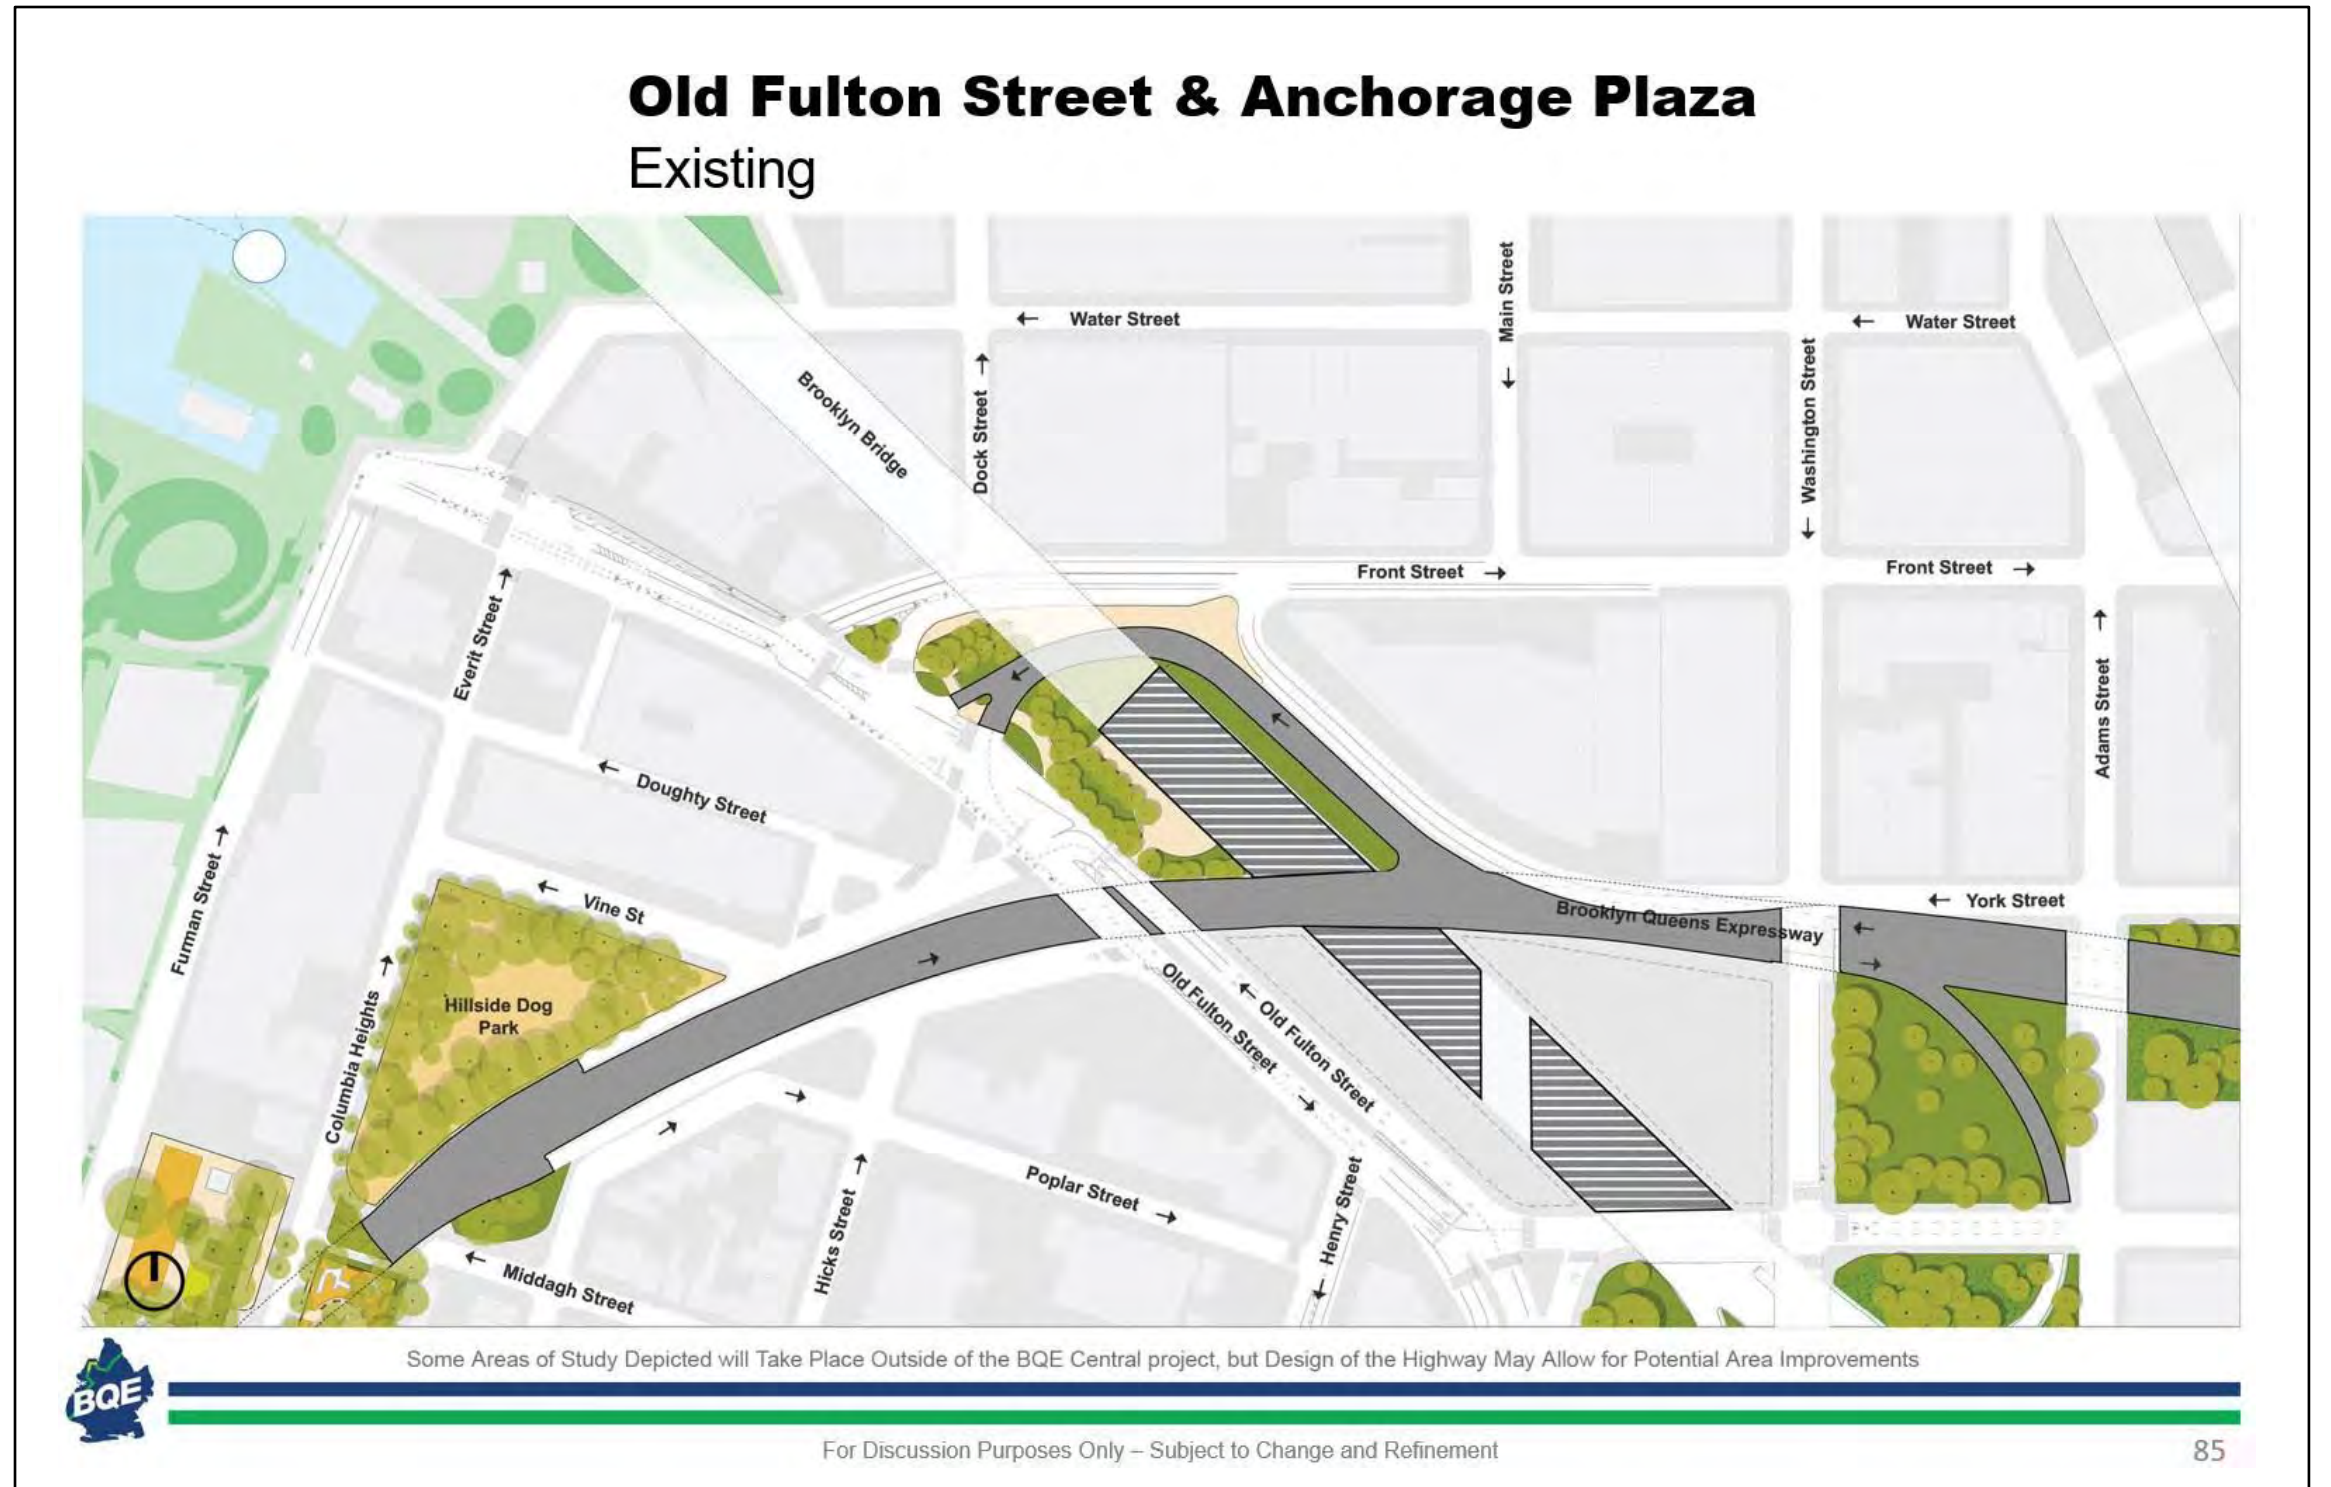 Old Fulton Street & Anchorage Plaza
Existing
Water Street
Main Street
Water Street
Washington Street
Brooklyn Bridge
Dock Street
Front Street
Front Street
Everit Street
Adams Street
Doughty Street
Furman Street
Vine St
York Street
Brooklyn Queens Expressway
Hillside Dog
Park
Columbia Heights
Old Fulton Street
Old Fulton Street
Poplar Street
Henry Street
Hicks Street
Middagh Street
Some Areas of Study Depicted will Take Place Outside of the BQE Central project, but Design of the Highway May Allow for Potential Area Improvements
BQE
For Discussion Purposes Only – Subject to Change and Refinement
85